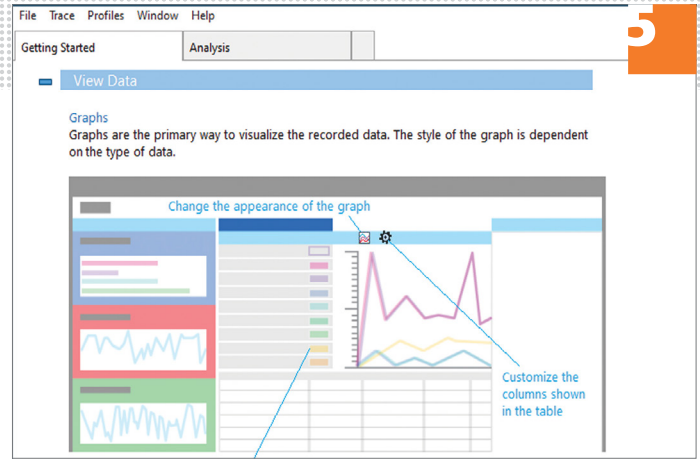 File Trace Profiles Window Help
Getting Started Analysis
View Data
Graphs
Graphs are the primary way to visualize the recorded data. The style of the graph is dependent
on the type of data.
Change the appearance of the graph
Customize the
columns shown
in the table